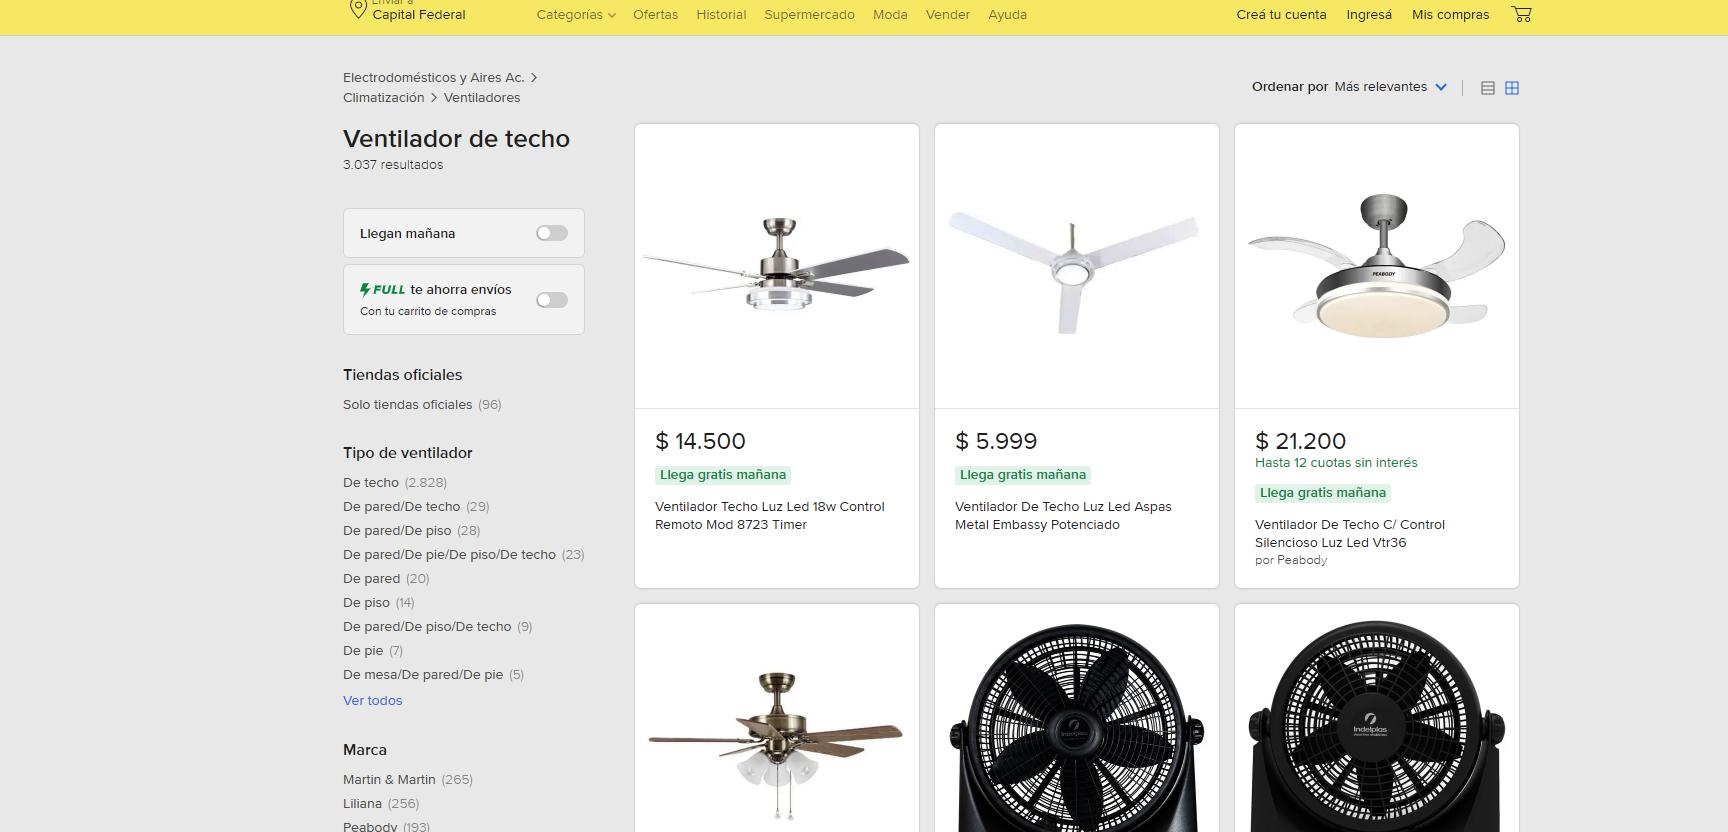 Enviar a
Capital Federal
Categorías
Ofertas
Historial
Supermercado
Moda
Vender
Ayuda
Creá tu cuenta
Ingresá
Mis compras
Electrodomésticos y Aires Ac. >
Climatización > Ventiladores
Ventilador de techo
3.037 resultados
Ordenar por Más relevantes
Llegan mañana
FULL te ahorra envíos
Con tu carrito de compras
Tiendas oficiales
Solo tiendas oficiales (96)
Tipo de ventilador
De techo (2.828)
De pared/De techo (29)
De pared/De piso (28)
De pared/De pie/De piso/De techo (23)
De pared (20)
De piso (14)
De pared/De piso/De techo (9)
De pie (7)
De mesa/De pared/De pie (5)
Ver todos
Marca
Martin & Martin (265)
Liliana (256)
Peabody (193)
$ 14.500
Llega gratis mañana
Ventilador Techo Luz Led 18w Control
Remoto Mod 8723 Timer
$ 5.999
Llega gratis mañana
Ventilador De Techo Luz Led Aspas
Metal Embassy Potenciado
PEABODY
$ 21.200
Hasta 12 cuotas sin interés
Llega gratis mañana
Ventilador De Techo C/ Control
Silencioso Luz Led Vtr36
por Peabody
Indelplas
Indelplas